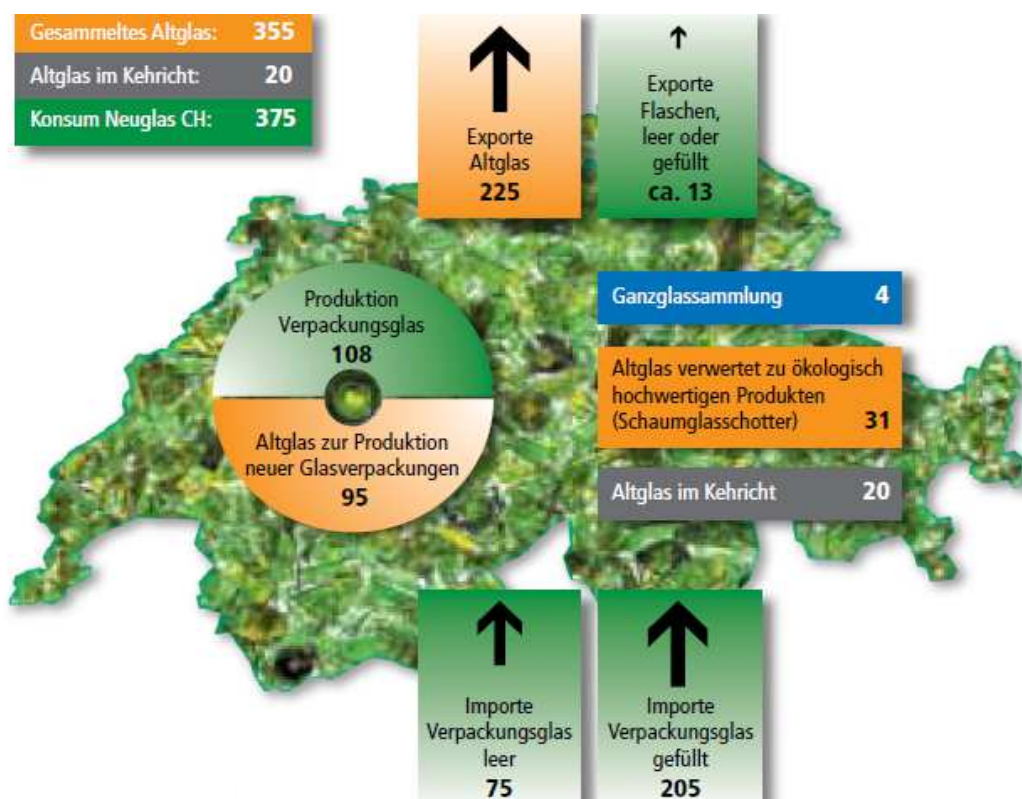 Gesammeltes Altglas: 355
Altglas im Kehricht: 20
Konsum Neuglas CH: 375
Exporte
Altglas
225
Exporte
Flaschen,
leer oder
gefüllt
ca. 13
Produktion
Verpackungsglas
108
Altglas zur Produktion
neuer Glasverpackungen
95
Ganzglassammlung 4
Altglas verwertet zu ökologisch
hochwertigen Produkten
(Schaumglasschotter) 31
Altglas im Kehricht 20
Importe
Verpackungsglas
leer
75
Importe
Verpackungsglas
gefüllt
205